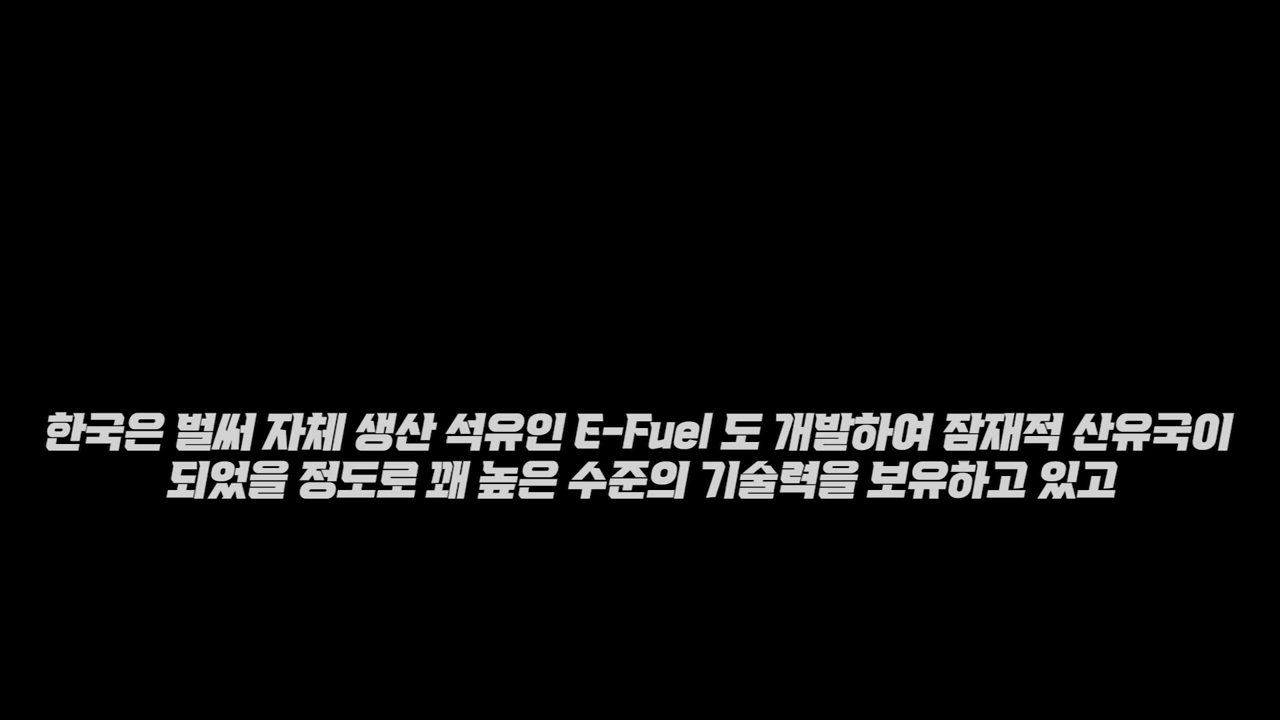 한국은 벌써 자체 생산 석유인 E-Fuel 도 개발하여 잠재적 산유국이
되었을 정도로 꽤 높은 수준의 기술력을 보유하고 있고